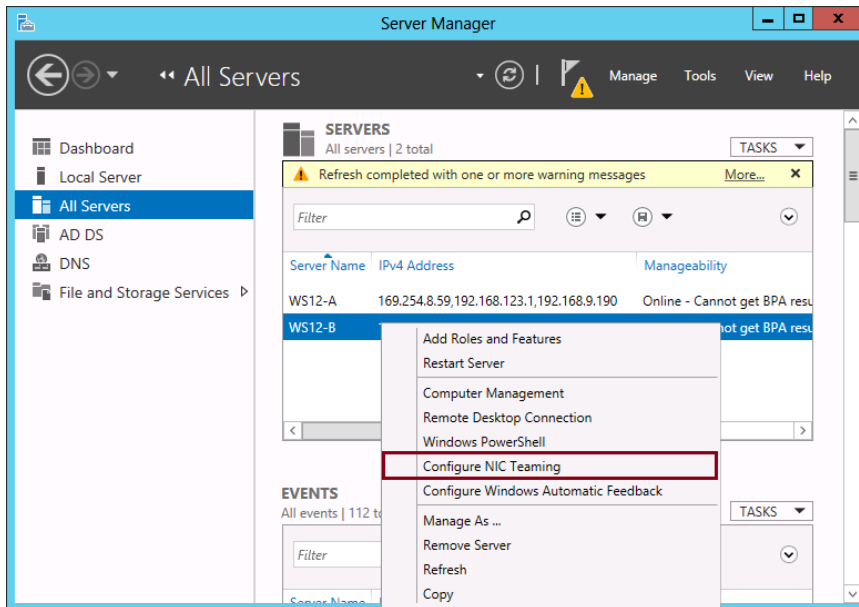 Server Manager
All Servers
Manage Tools View Help
Dashboard
Local Server
All Servers
AD DS
DNS
File and Storage Services
SERVERS
All servers | 2 total
TASKS
Refresh completed with one or more warning messages More...
Filter
Server Name IPv4 Address Manageability
WS12-A 169.254.8.59,192.168.123.1,192.168.9.190 Online - Cannot get BPA resu
WS12-B not get BPA resu
Add Roles and Features
Restart Server
Computer Management
Remote Desktop Connection
Windows PowerShell
Configure NIC Teaming
Configure Windows Automatic Feedback
Manage As ...
Remove Server
Refresh
Copy
EVENTS
All events | 112 to
TASKS
Filter
Server Name